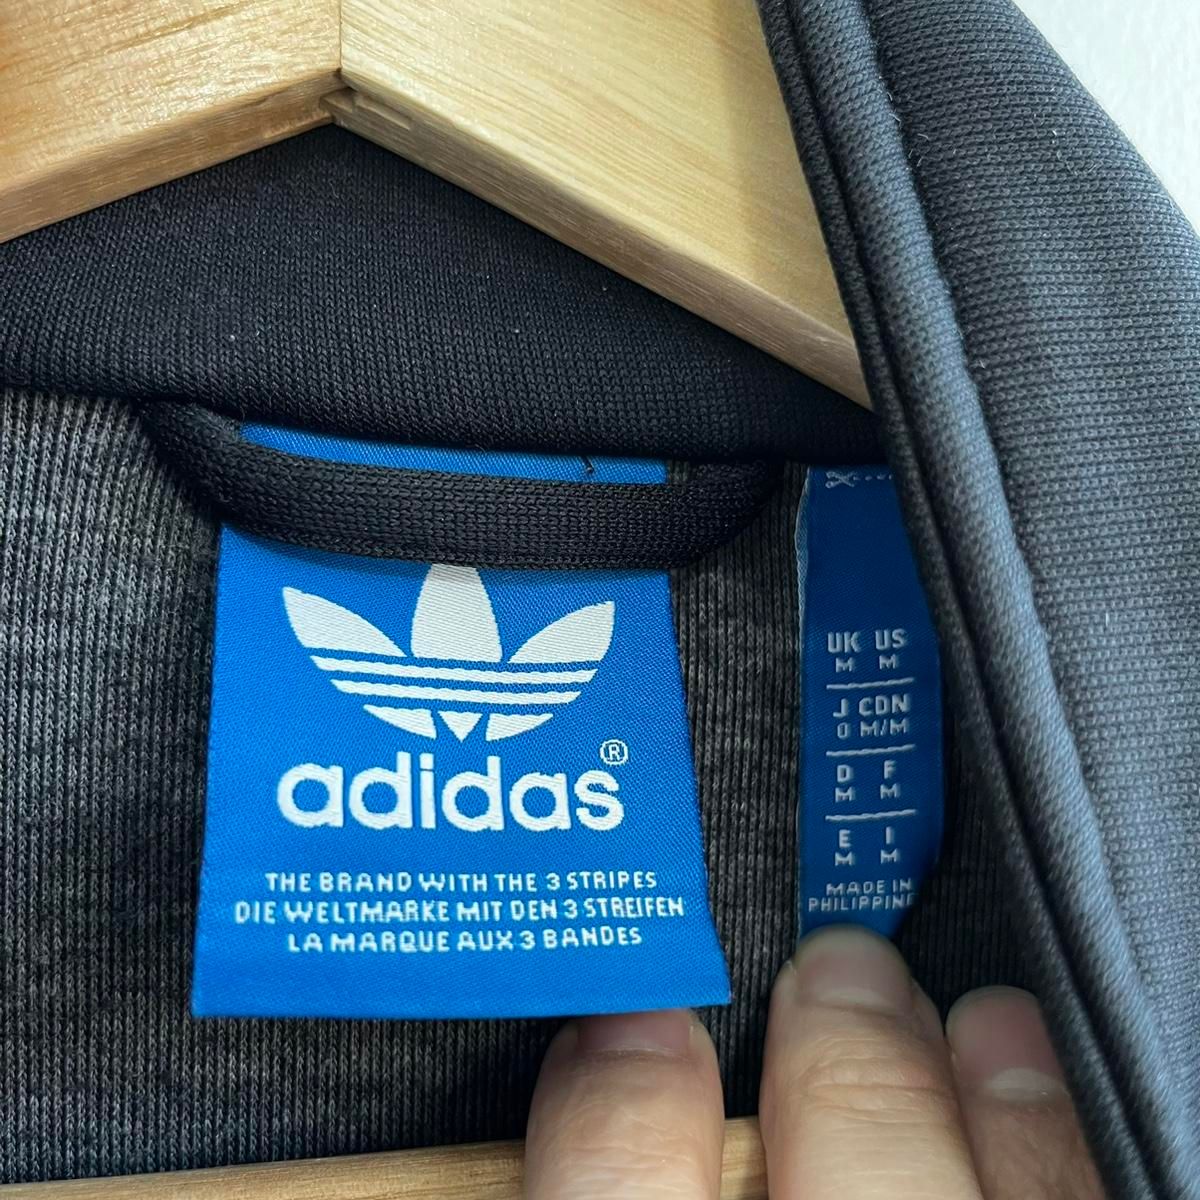 adidas®
THE BRAND WITH THE 3 STRIPES
DIE WELTMARKE MIT DEN 3 STREIFEN
LA MARQUE AUX 3 BANDES
UK US
M M
J CDN
O M/M
D F
M M
E I
M M
MADE IN
PHILIPPINE